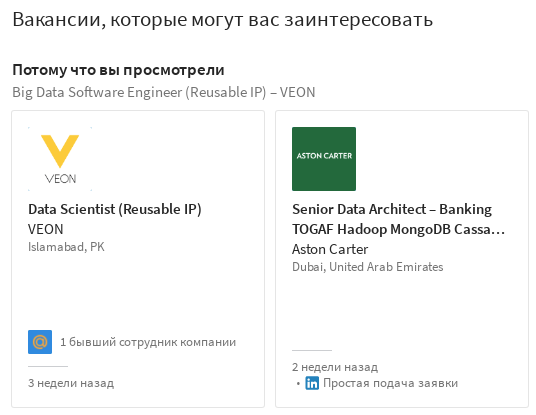 Вакансии, которые могут вас заинтересовать
Потому что вы просмотрели
Big Data Software Engineer (Reusable IP) – VEON
VEON
Data Scientist (Reusable IP)
VEON
Islamabad, PK
1 бывший сотрудник компании
3 недели назад
ASTON CARTER
Senior Data Architect – Banking
TOGAF Hadoop MongoDB Cassa…
Aston Carter
Dubai, United Arab Emirates
2 недели назад
• in Простая подача заявки